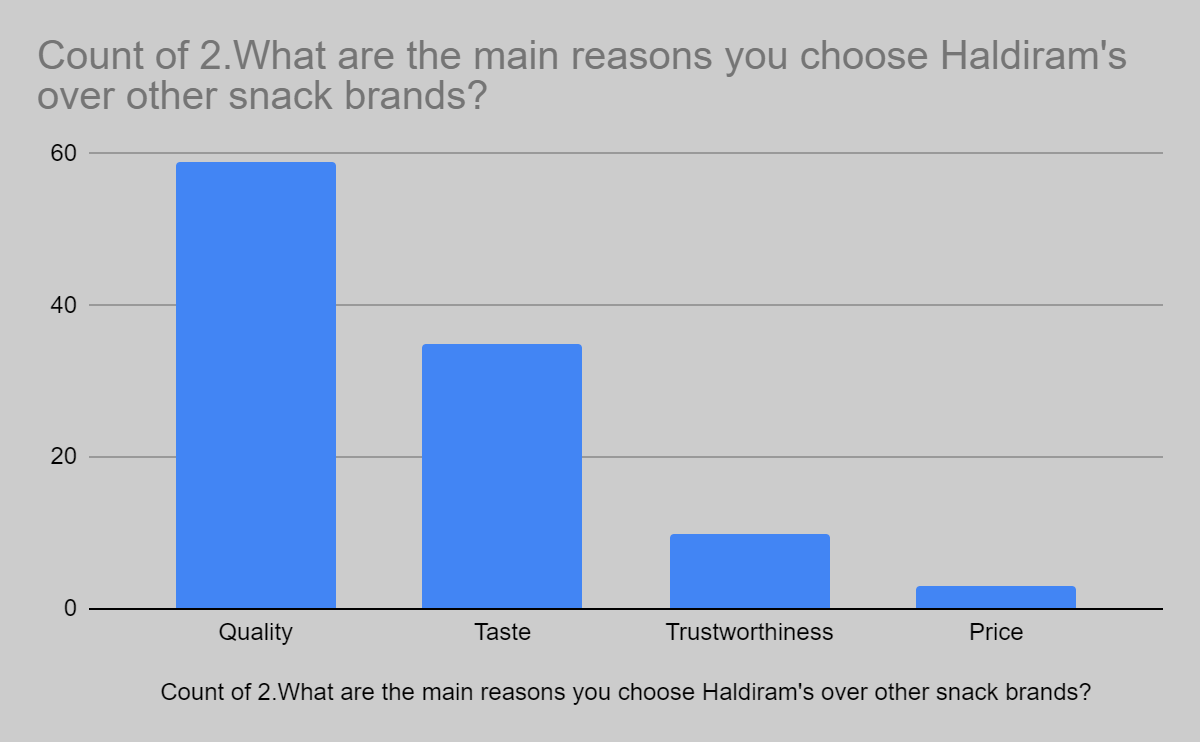 Count of 2.What are the main reasons you choose Haldiram's
over other snack brands?
60
40
20
0
Quality Taste Trustworthiness Price
Count of 2.What are the main reasons you choose Haldiram's over other snack brands?